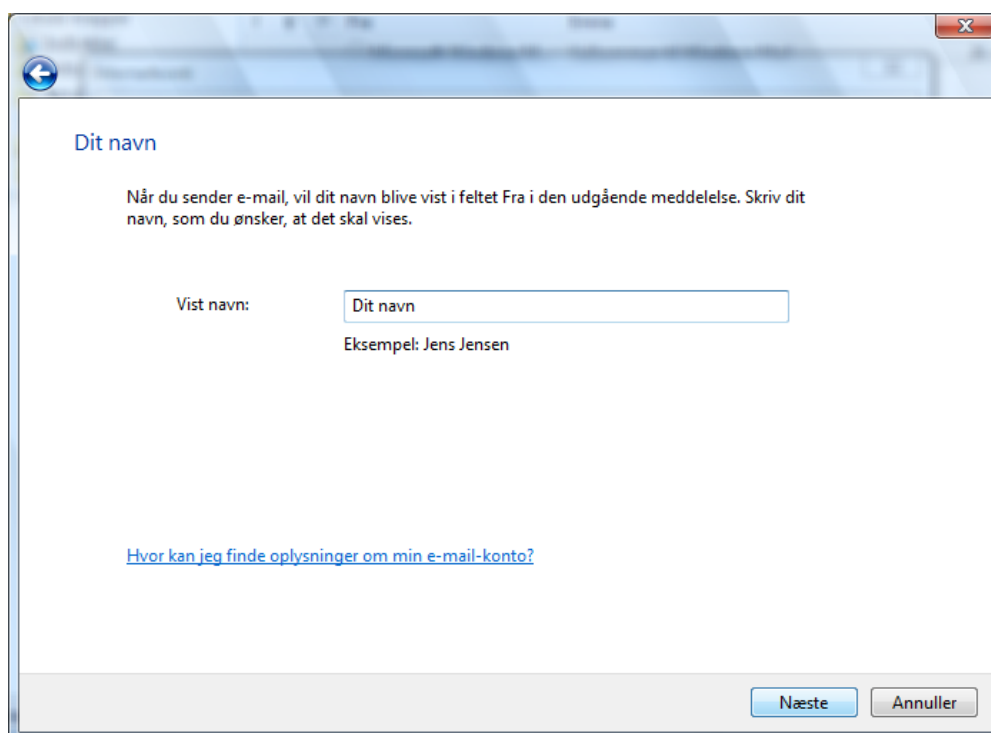 Dit navn
Når du sender e-mail, vil dit navn blive vist i feltet Fra i den udgående meddelelse. Skriv dit
navn, som du ønsker, at det skal vises.
Vist navn:
Dit navn
Eksempel: Jens Jensen
Hvor kan jeg finde oplysninger om min e-mail-konto?
Næste
Annuller